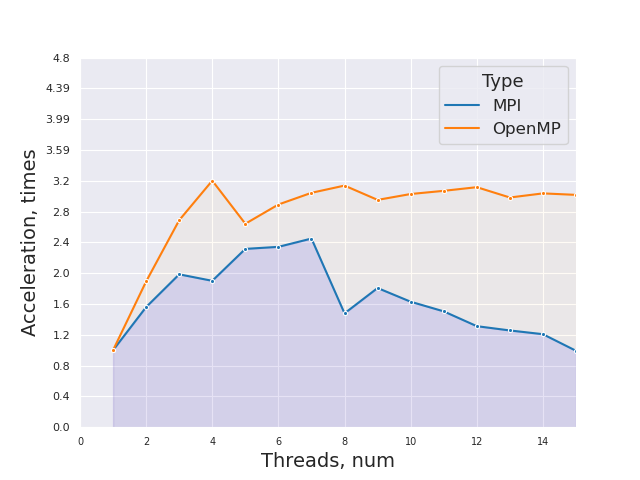 4.8
4.39
3.99
3.59
3.2
2.8
2.4
2.0
1.6
1.2
0.8
0.4
0.0
Acceleration, times
Type
MPI
OpenMP
0 2 4 6 8 10 12 14
Threads, num